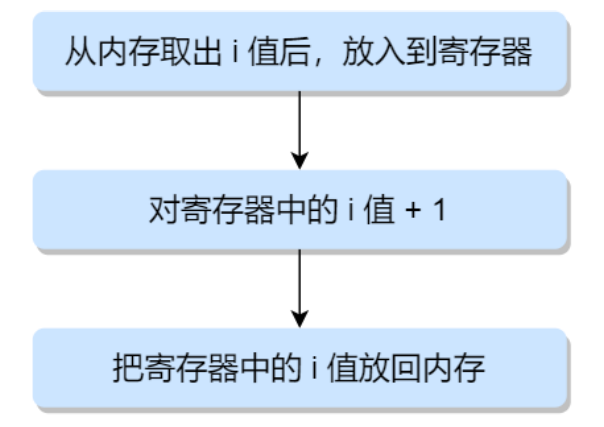 从内存取出 i 值后，放入到寄存器
对寄存器中的 i 值 + 1
把寄存器中的 i 值放回内存